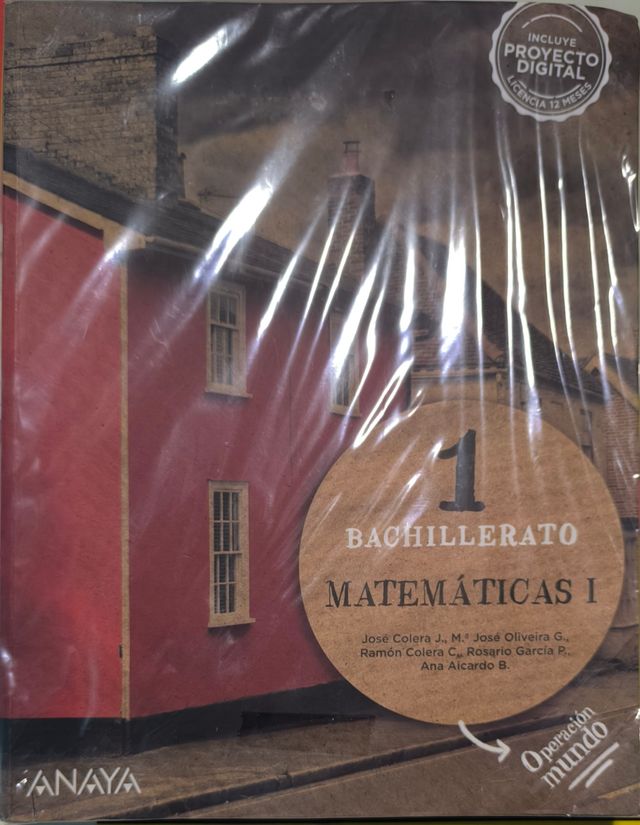 INCLUYE
PROYECTO
DIGITAL
LICENCIA 12 MESES
1
BACHILLERATO
MATEMÁTICAS I
José Colera J., M.ª José Oliveira G.,
Ramón Colera C., Rosario García P.,
Ana Aicardo B.
Operación
mundo
ANAYA